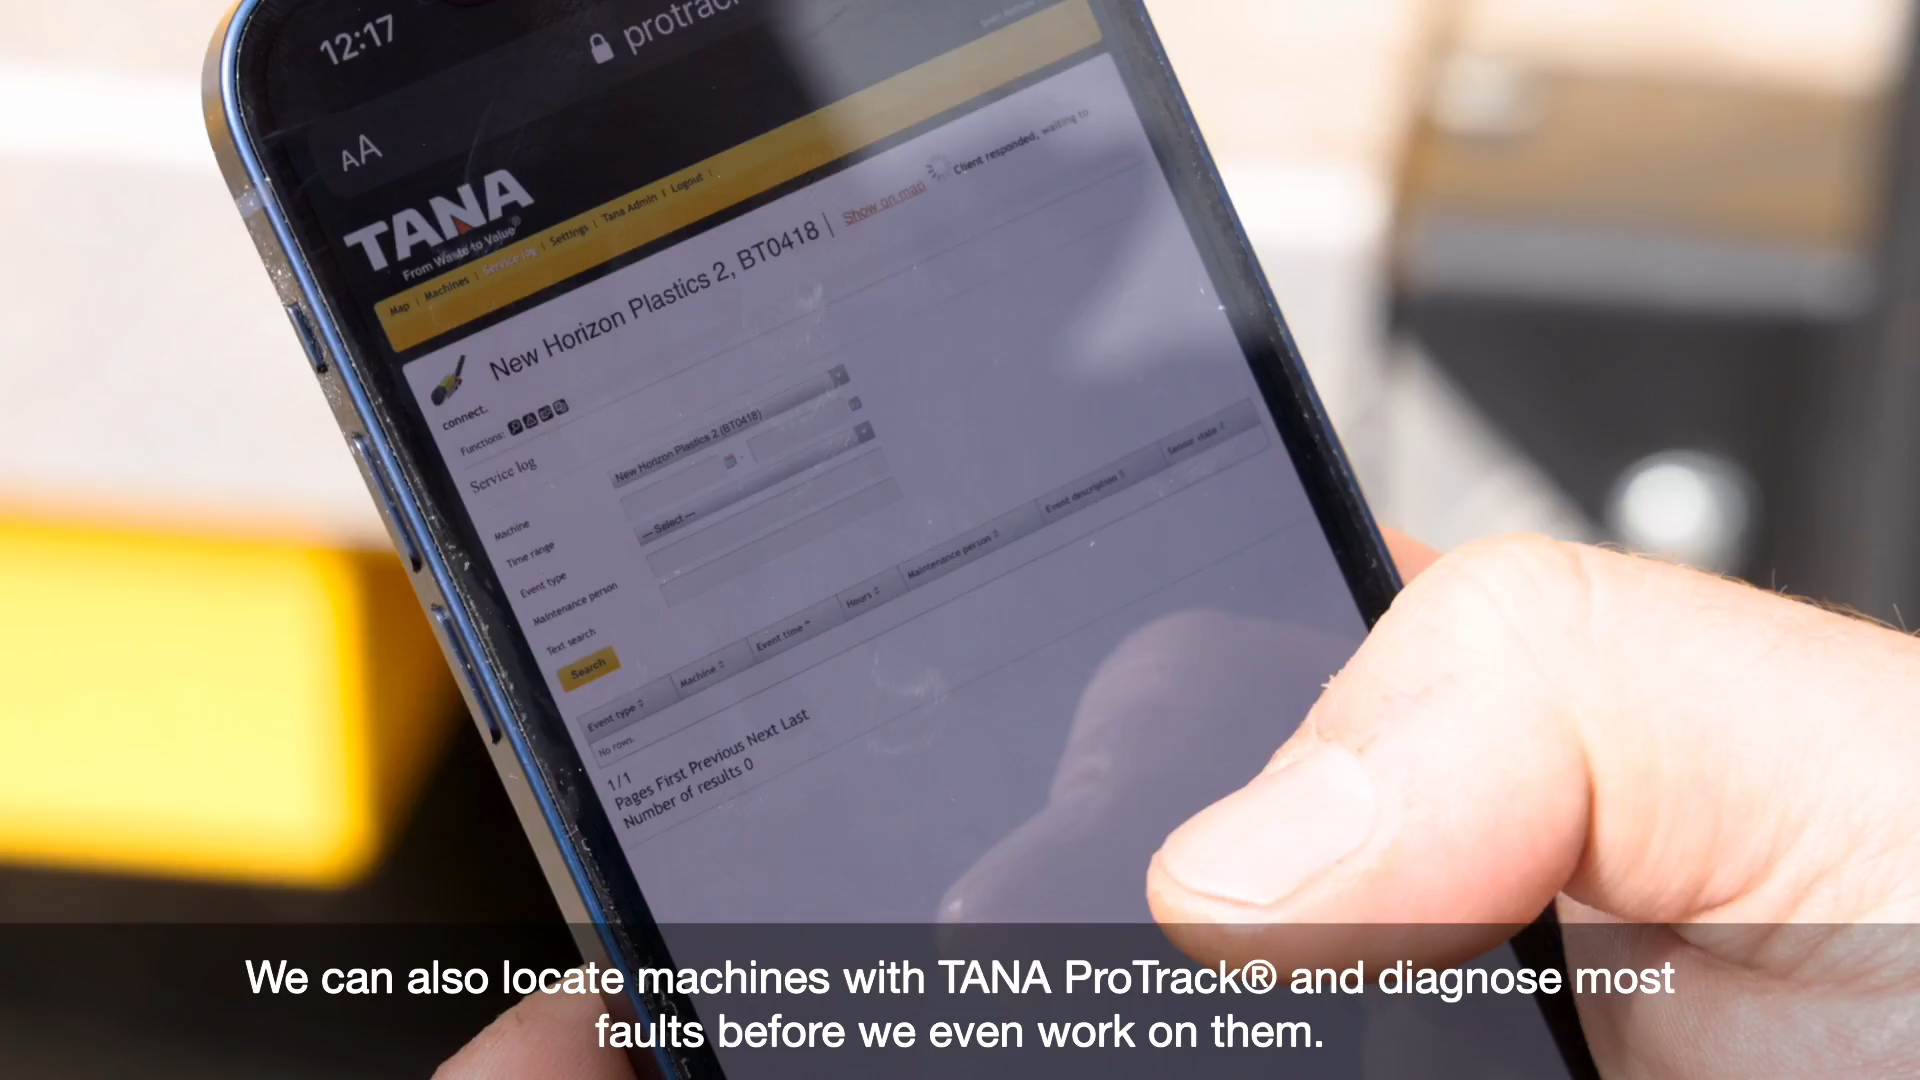 12:17
protrac
AA
TANA®
From Waste to Value
Map | Machines | Service log | Settings | Tana Admin | Logout |
New Horizon Plastics 2, BT0418 | Show on map Client responded, waiting to
connect.
Functions:
Service log
Machine New Horizon Plastics 2 (BT0418)
Time range -
Event type --- Select ---
Maintenance person
Text search
Search
Event type Machine Event time Hours Maintenance person Event description Sensor state
No rows.
1/1
Pages First Previous Next Last
Number of results 0
We can also locate machines with TANA ProTrack® and diagnose most
faults before we even work on them.